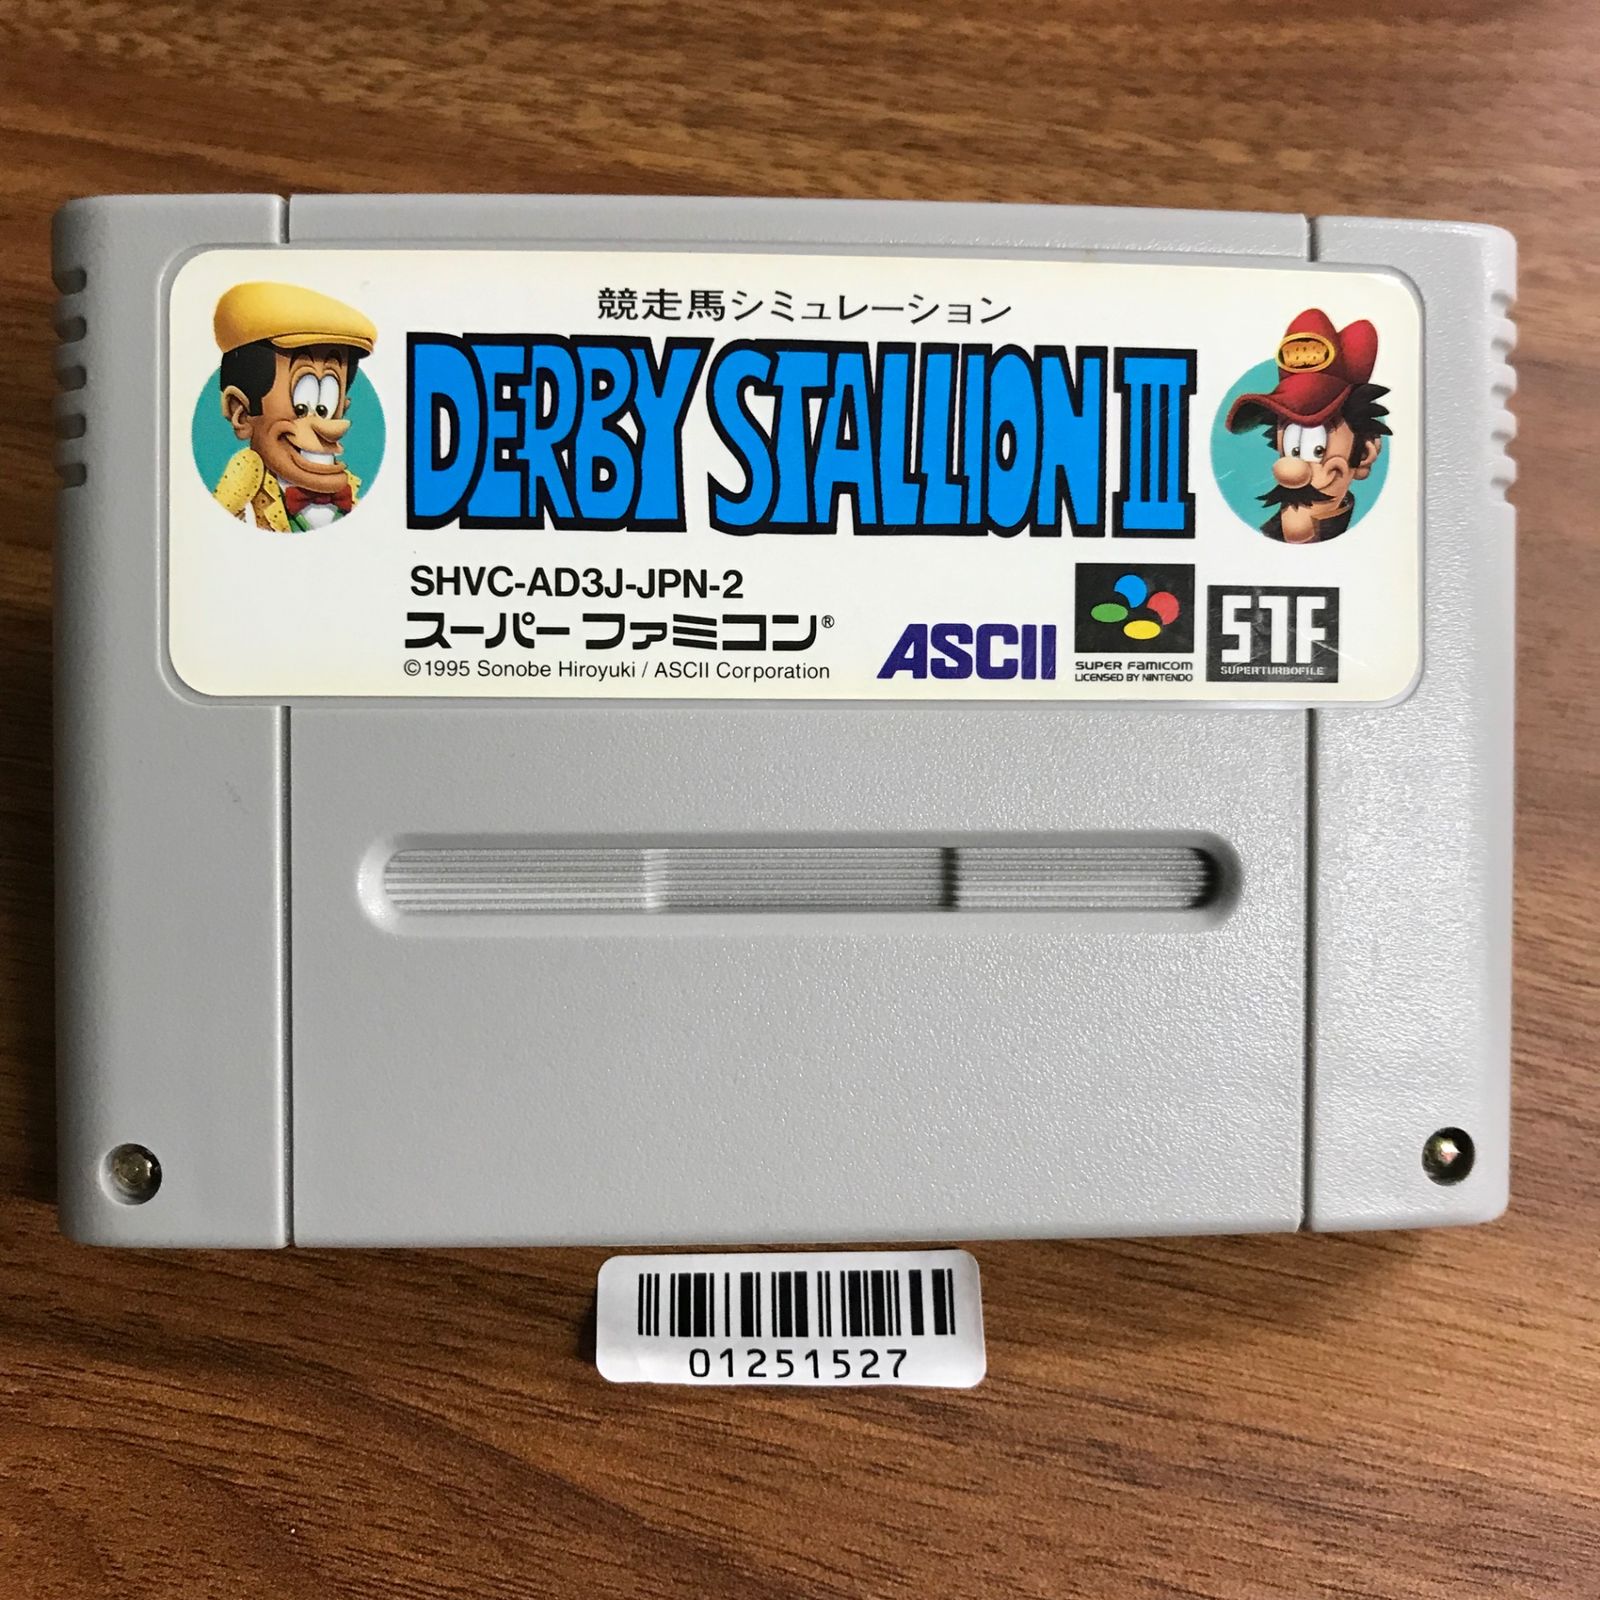 競走馬シミュレーション
DERBY STALLION III
SHVC-AD3J-JPN-2
スーパーファミコン®
©1995 Sonobe Hiroyuki / ASCII Corporation
ASCII
SUPER FAMICOM
LICENSED BY NINTENDO
STF
SUPERTURBOFILE
01251527